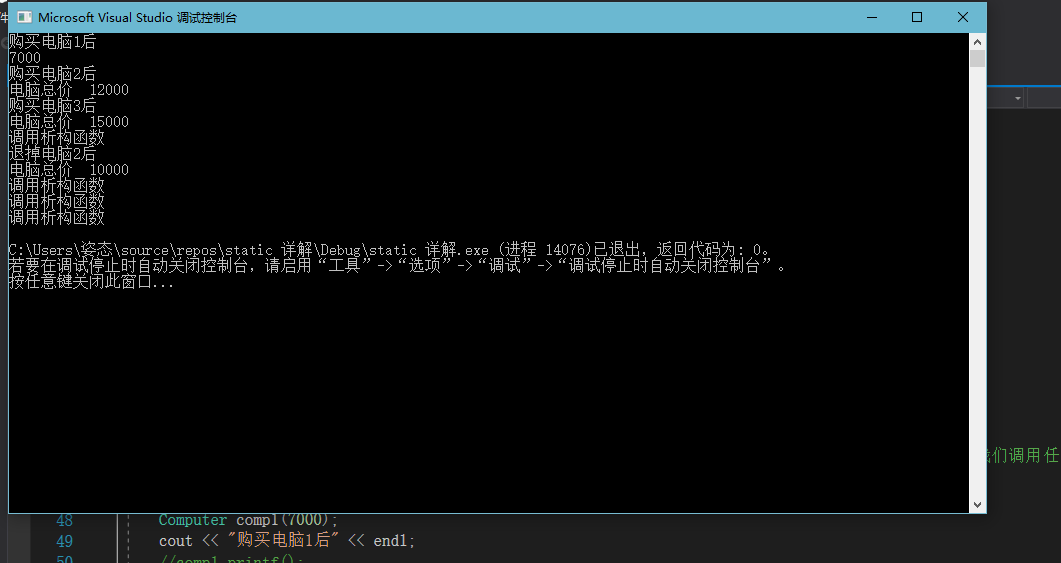 件
Microsoft Visual Studio 调试控制台
购买电脑1后
7000
购买电脑2后
电脑总价  12000
购买电脑3后
电脑总价  15000
调用析构函数
退掉电脑2后
电脑总价  10000
调用析构函数
调用析构函数
调用析构函数
C:\Users\姿态\source\repos\static 详解\Debug\static 详解.exe (进程 14076)已退出，返回代码为: 0。
若要在调试停止时自动关闭控制台，请启用“工具”->“选项”->“调试”->“调试停止时自动关闭控制台”。
按任意键关闭此窗口...
我们调用任
48 Computer comp1(7000);
49 cout << "购买电脑1后" << endl;
50 //comp1.printf();